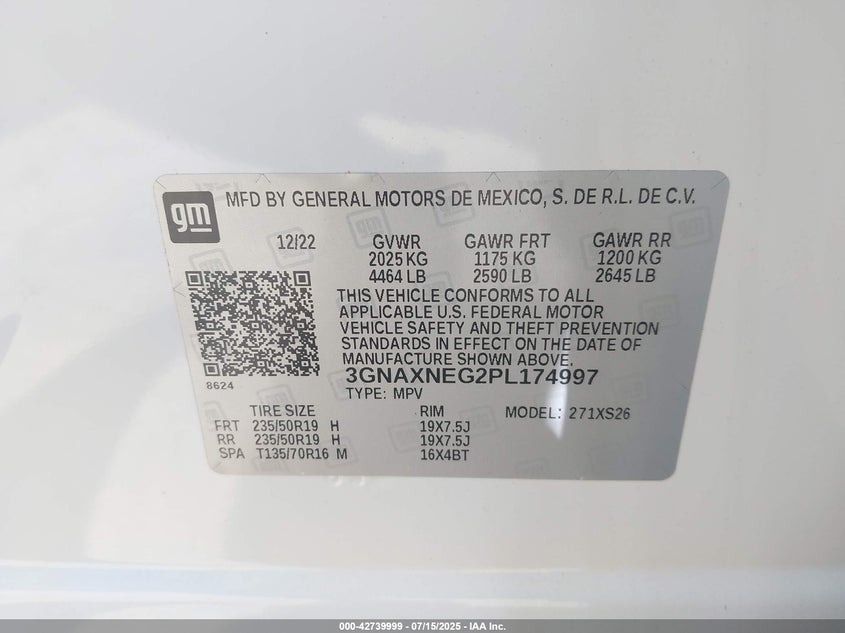 gm
MFD BY GENERAL MOTORS DE MEXICO, S. DE R.L. DE C.V.
12/22 GVWR GAWR FRT GAWR RR
2025 KG 1175 KG 1200 KG
4464 LB 2590 LB 2645 LB
THIS VEHICLE CONFORMS TO ALL
APPLICABLE U.S. FEDERAL MOTOR
VEHICLE SAFETY AND THEFT PREVENTION
STANDARDS IN EFFECT ON THE DATE OF
MANUFACTURE SHOWN ABOVE.
8624 3GNAXNEG2PL174997
TYPE: MPV
TIRE SIZE RIM MODEL: 271XS26
FRT 235/50R19 H 19X7.5J
RR 235/50R19 H 19X7.5J
SPA T135/70R16 M 16X4BT
000-42739999 - 07/15/2025 - IAA Inc.